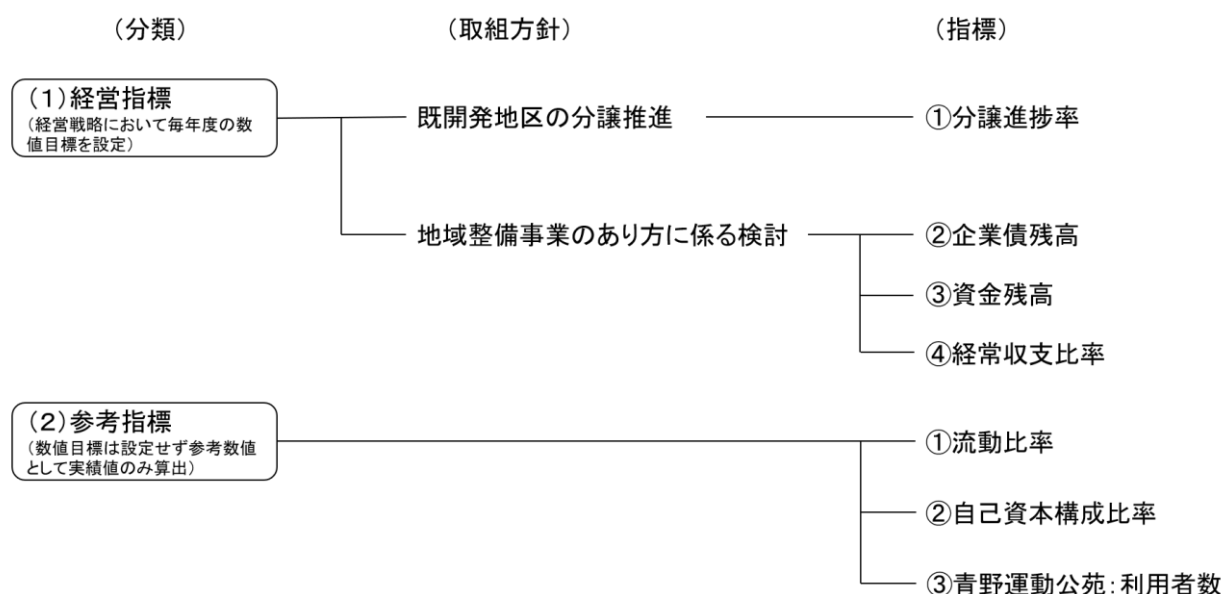 （分類）
（取組方針）
（指標）
（１）経営指標
（経営戦略において毎年度の数
値目標を設定）
既開発地区の分譲推進
①分譲進捗率
地域整備事業のあり方に係る検討
②企業債残高
③資金残高
④経常収支比率
（２）参考指標
（数値目標は設定せず参考数値
として実績値のみ算出）
①流動比率
②自己資本構成比率
③青野運動公苑：利用者数